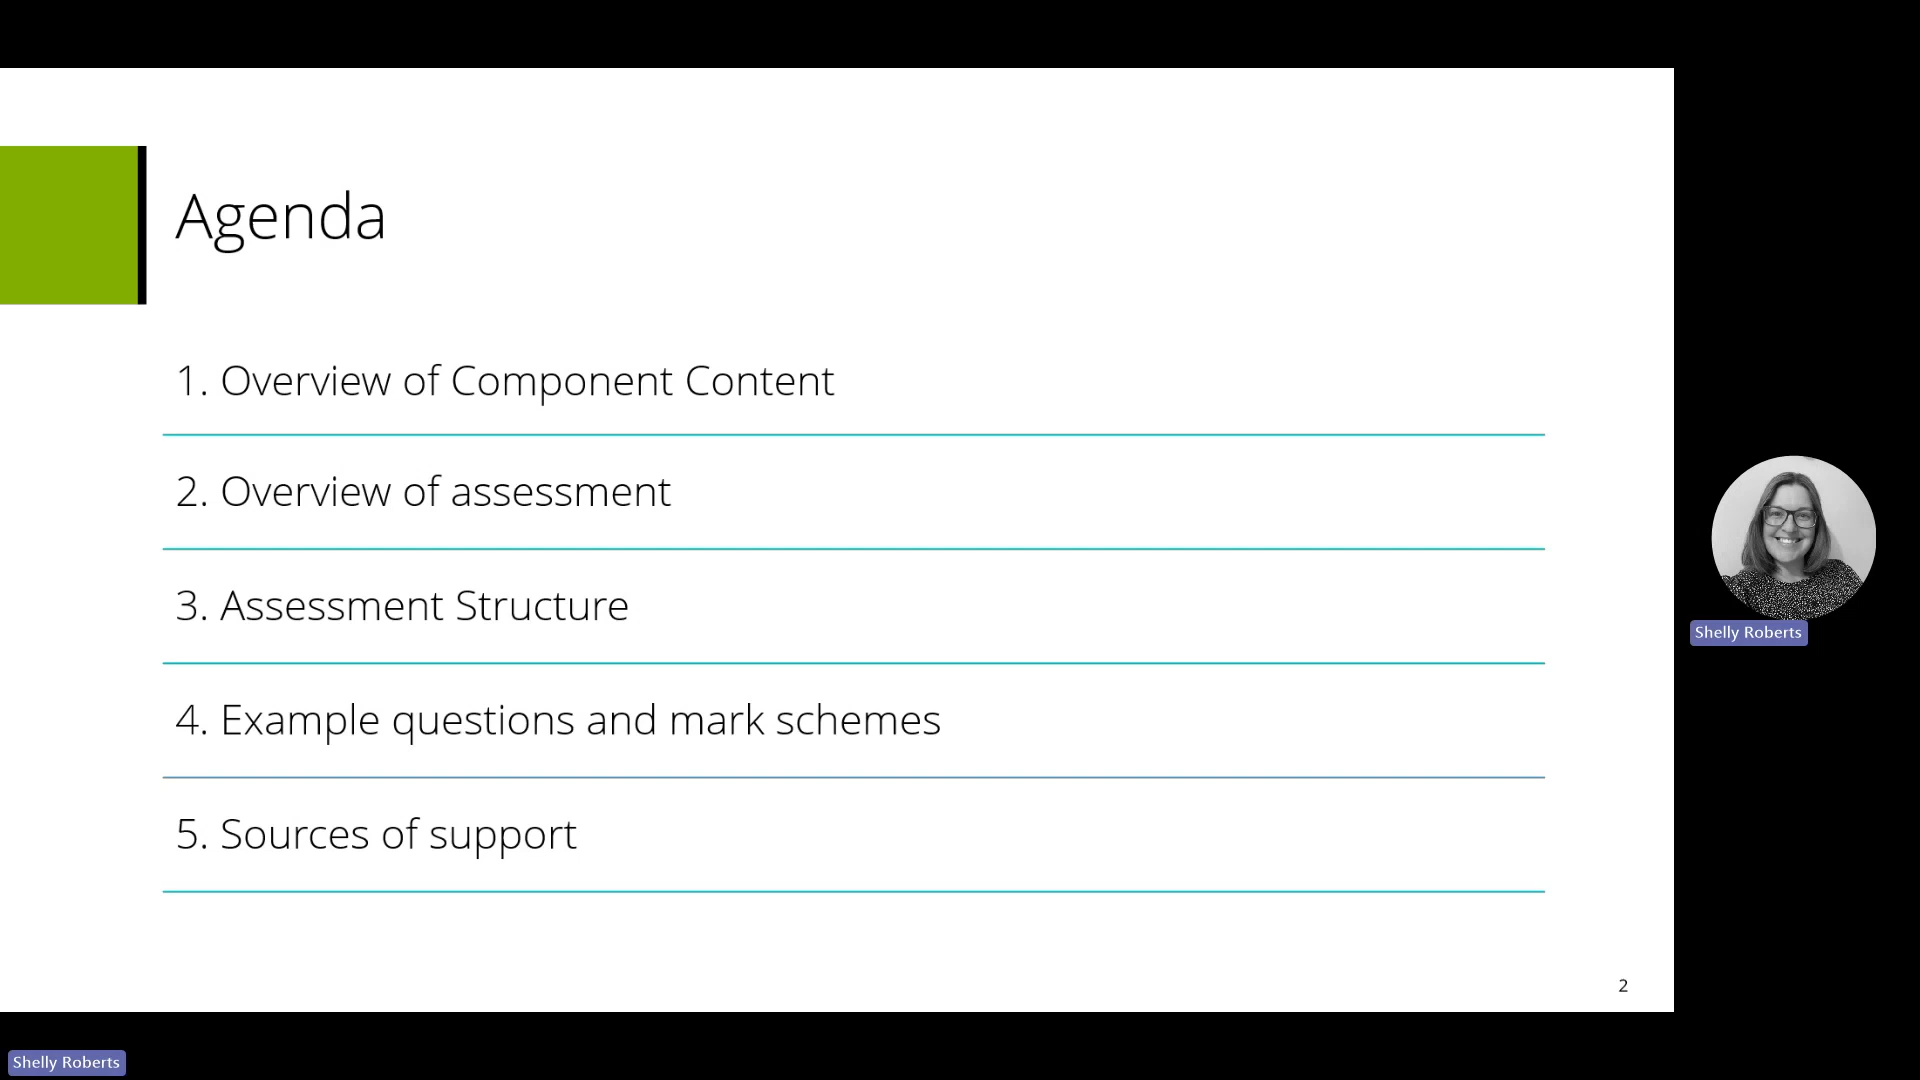 Agenda
1. Overview of Component Content
2. Overview of assessment
3. Assessment Structure
4. Example questions and mark schemes
5. Sources of support
2
Shelly Roberts
Shelly Roberts